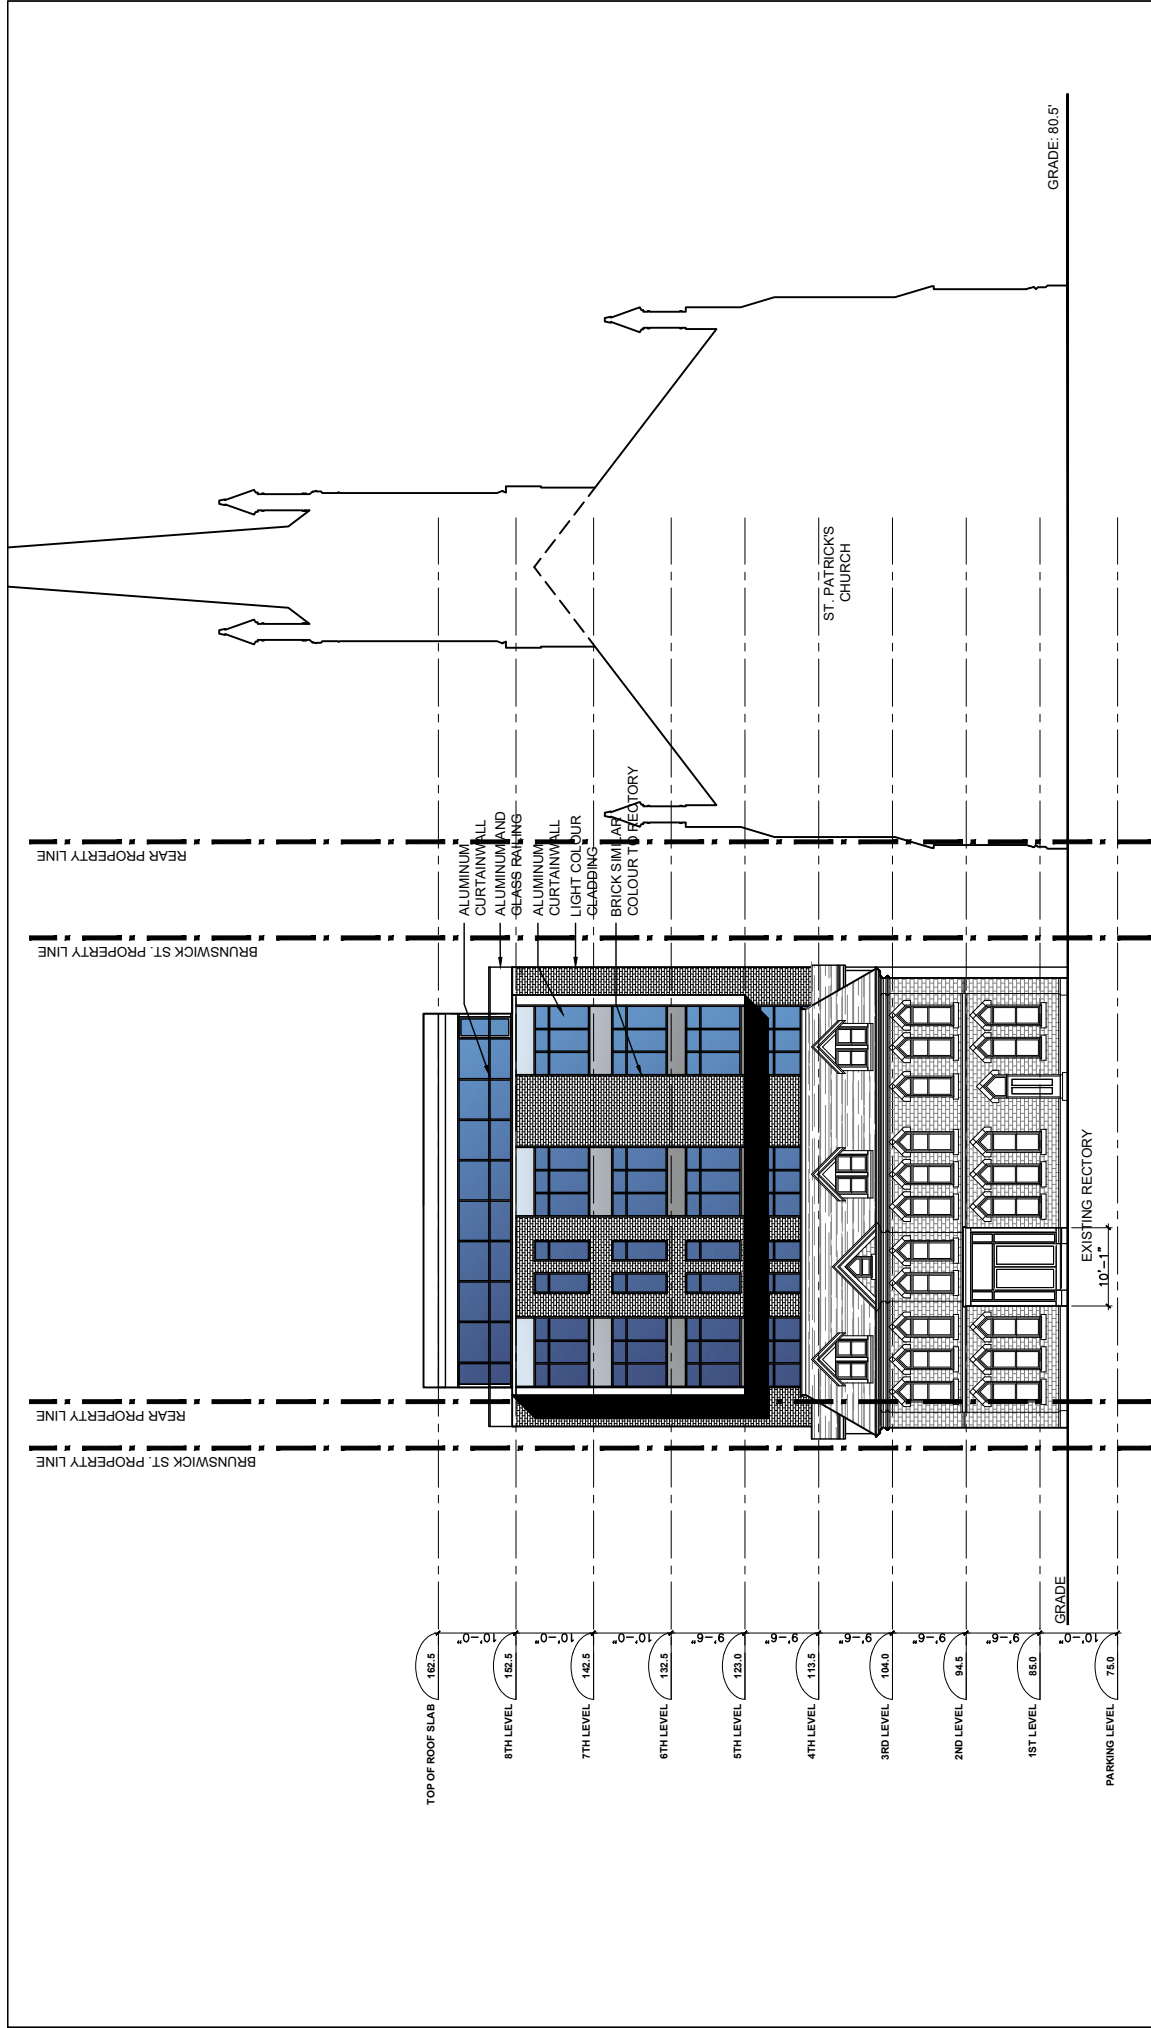 REAR PROPERTY LINE
BRUNSWICK ST. PROPERTY LINE
REAR PROPERTY LINE
BRUNSWICK ST. PROPERTY LINE
ALUMINUM
CURTAINWALL
ALUMINUM AND
GLASS RAILING
ALUMINUM
CURTAINWALL
LIGHT COLOUR
CLADDING
BRICK SIMILAR
COLOUR TO RECTORY
ST. PATRICK'S
CHURCH
GRADE: 80.5'
EXISTING RECTORY
10'-1"
GRADE
TOP OF ROOF SLAB 162.5
10'-0"
8TH LEVEL 152.5
10'-0"
7TH LEVEL 142.5
10'-0"
6TH LEVEL 132.5
9'-6"
5TH LEVEL 123.0
9'-6"
4TH LEVEL 113.5
9'-6"
3RD LEVEL 104.0
9'-6"
2ND LEVEL 94.5
9'-6"
1ST LEVEL 85.0
10'-0"
PARKING LEVEL 75.0